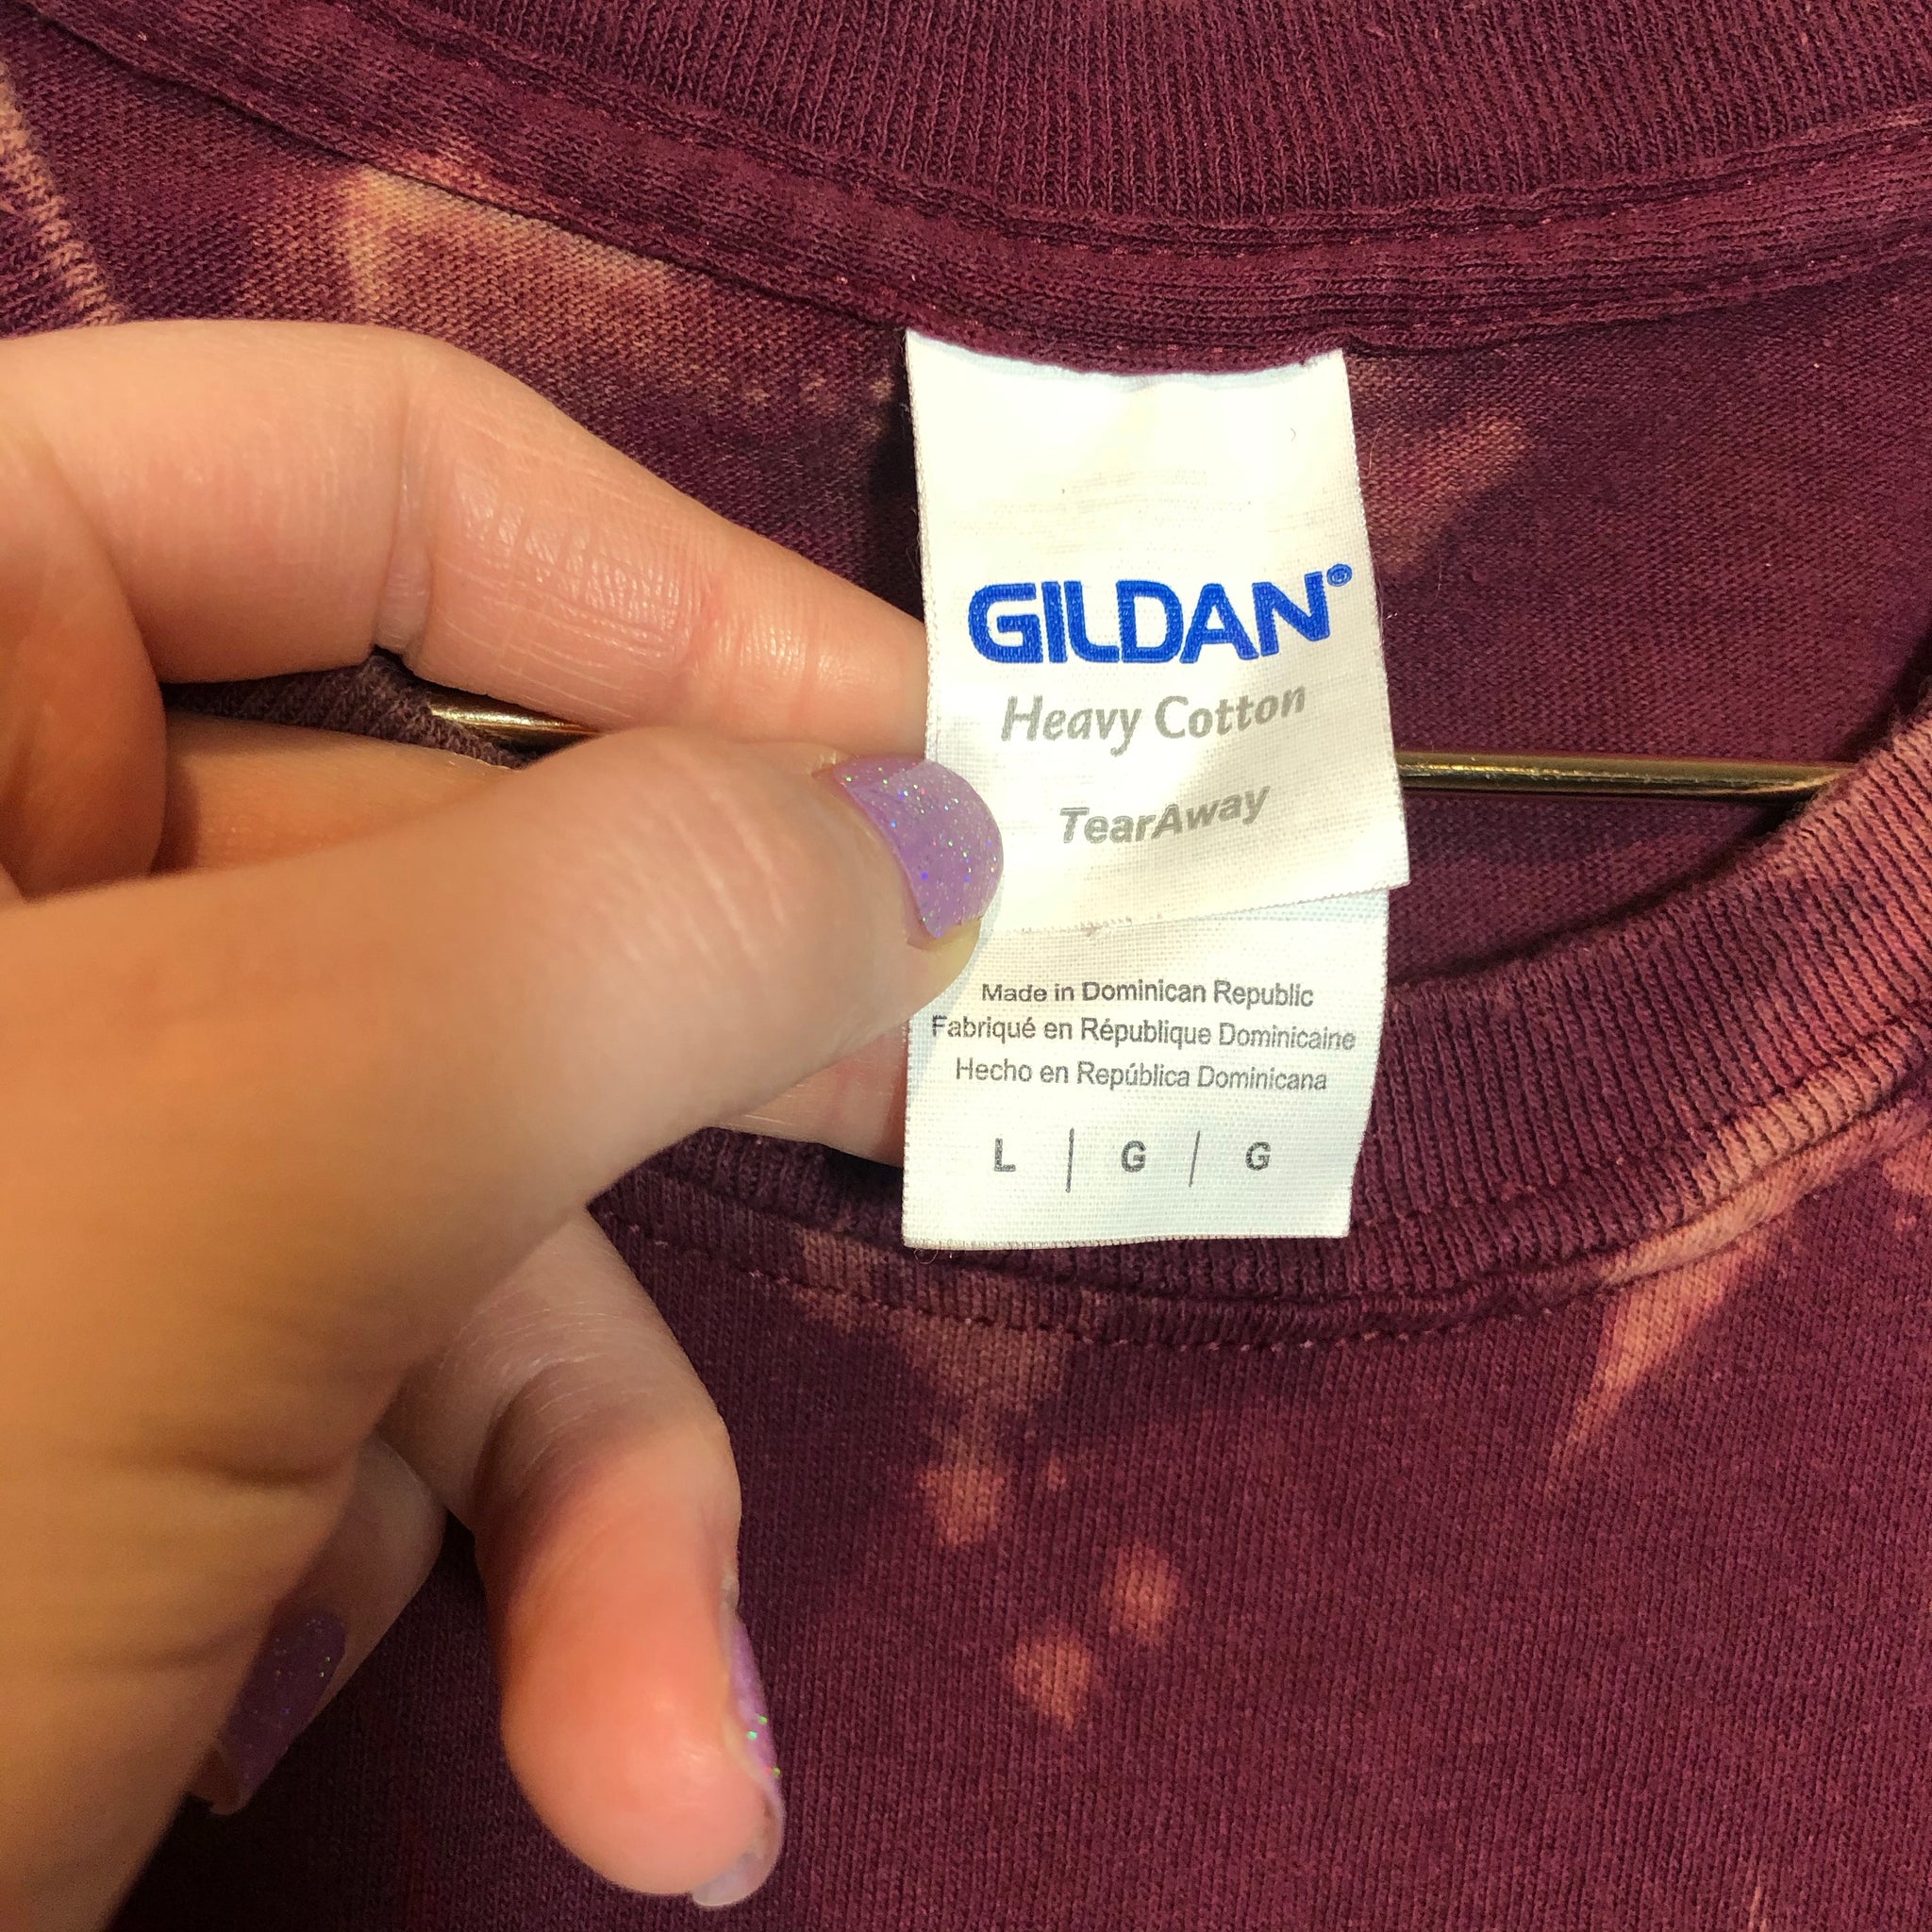 GILDAN®
Heavy Cotton
TearAway
Made in Dominican Republic
Fabriqué en République Dominicaine
Hecho en República Dominicana
L | G | G